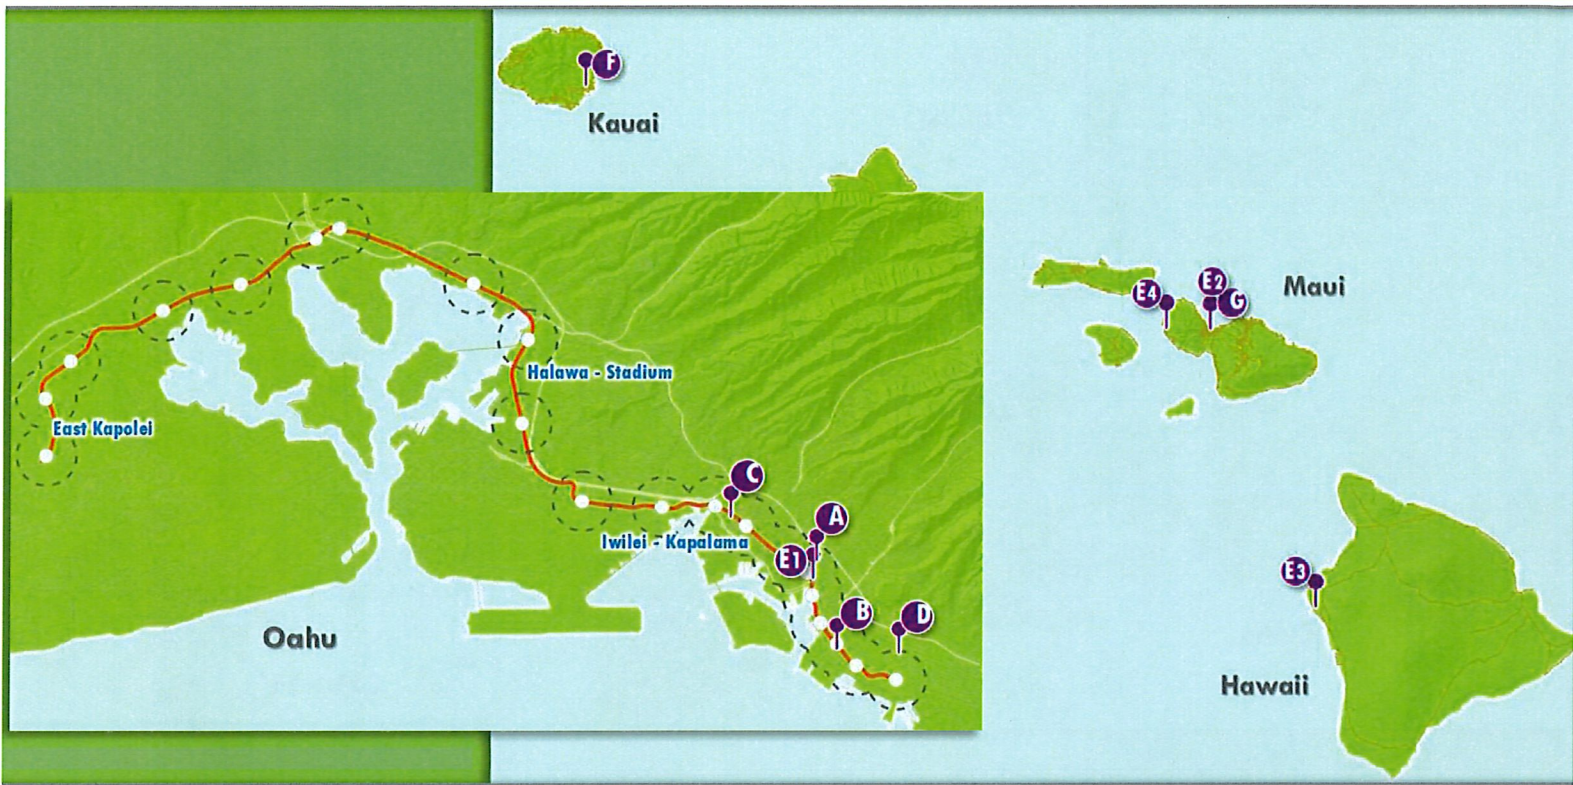 F
Kauai
E2
E4
G
Maui
Halawa - Stadium
East Kapolei
C
A
Iwilei - Kapalama
E1
E3
B
D
Oahu
Hawaii